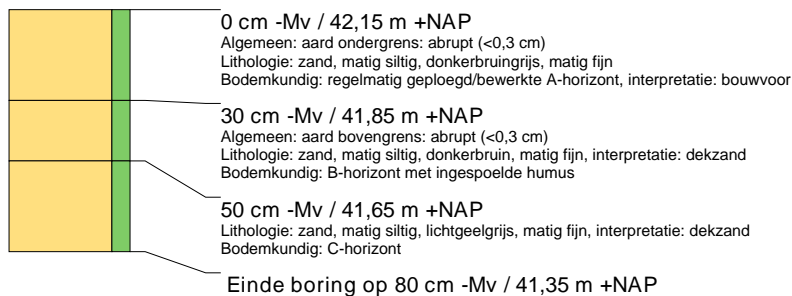 0 cm -Mv / 42,15 m +NAP
Algemeen: aard ondergrens: abrupt (<0,3 cm)
Lithologie: zand, matig siltig, donkerbruingrijs, matig fijn
Bodemkundig: regelmatig geploegd/bewerkte A-horizont, interpretatie: bouwvoor
30 cm -Mv / 41,85 m +NAP
Algemeen: aard bovengrens: abrupt (<0,3 cm)
Lithologie: zand, matig siltig, donkerbruin, matig fijn, interpretatie: dekzand
Bodemkundig: B-horizont met ingespoelde humus
50 cm -Mv / 41,65 m +NAP
Lithologie: zand, matig siltig, lichtgeelgrijs, matig fijn, interpretatie: dekzand
Bodemkundig: C-horizont
Einde boring op 80 cm -Mv / 41,35 m +NAP